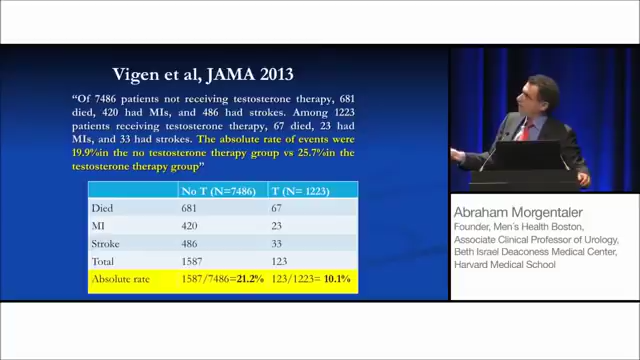 Vigen et al, JAMA 2013
“Of 7486 patients not receiving testosterone therapy, 681
died, 420 had MIs, and 486 had strokes. Among 1223
patients receiving testosterone therapy, 67 died, 23 had
MIs, and 33 had strokes. The absolute rate of events were
19.9%in the no testosterone therapy group vs 25.7%in the
testosterone therapy group”
No T (N=7486) T (N= 1223)
Died 681 67
MI 420 23
Stroke 486 33
Total 1587 123
Absolute rate 1587/7486=21.2% 123/1223= 10.1%
Abraham Morgentaler
Founder, Men's Health Boston,
Associate Clinical Professor of Urology,
Beth Israel Deaconess Medical Center,
Harvard Medical School